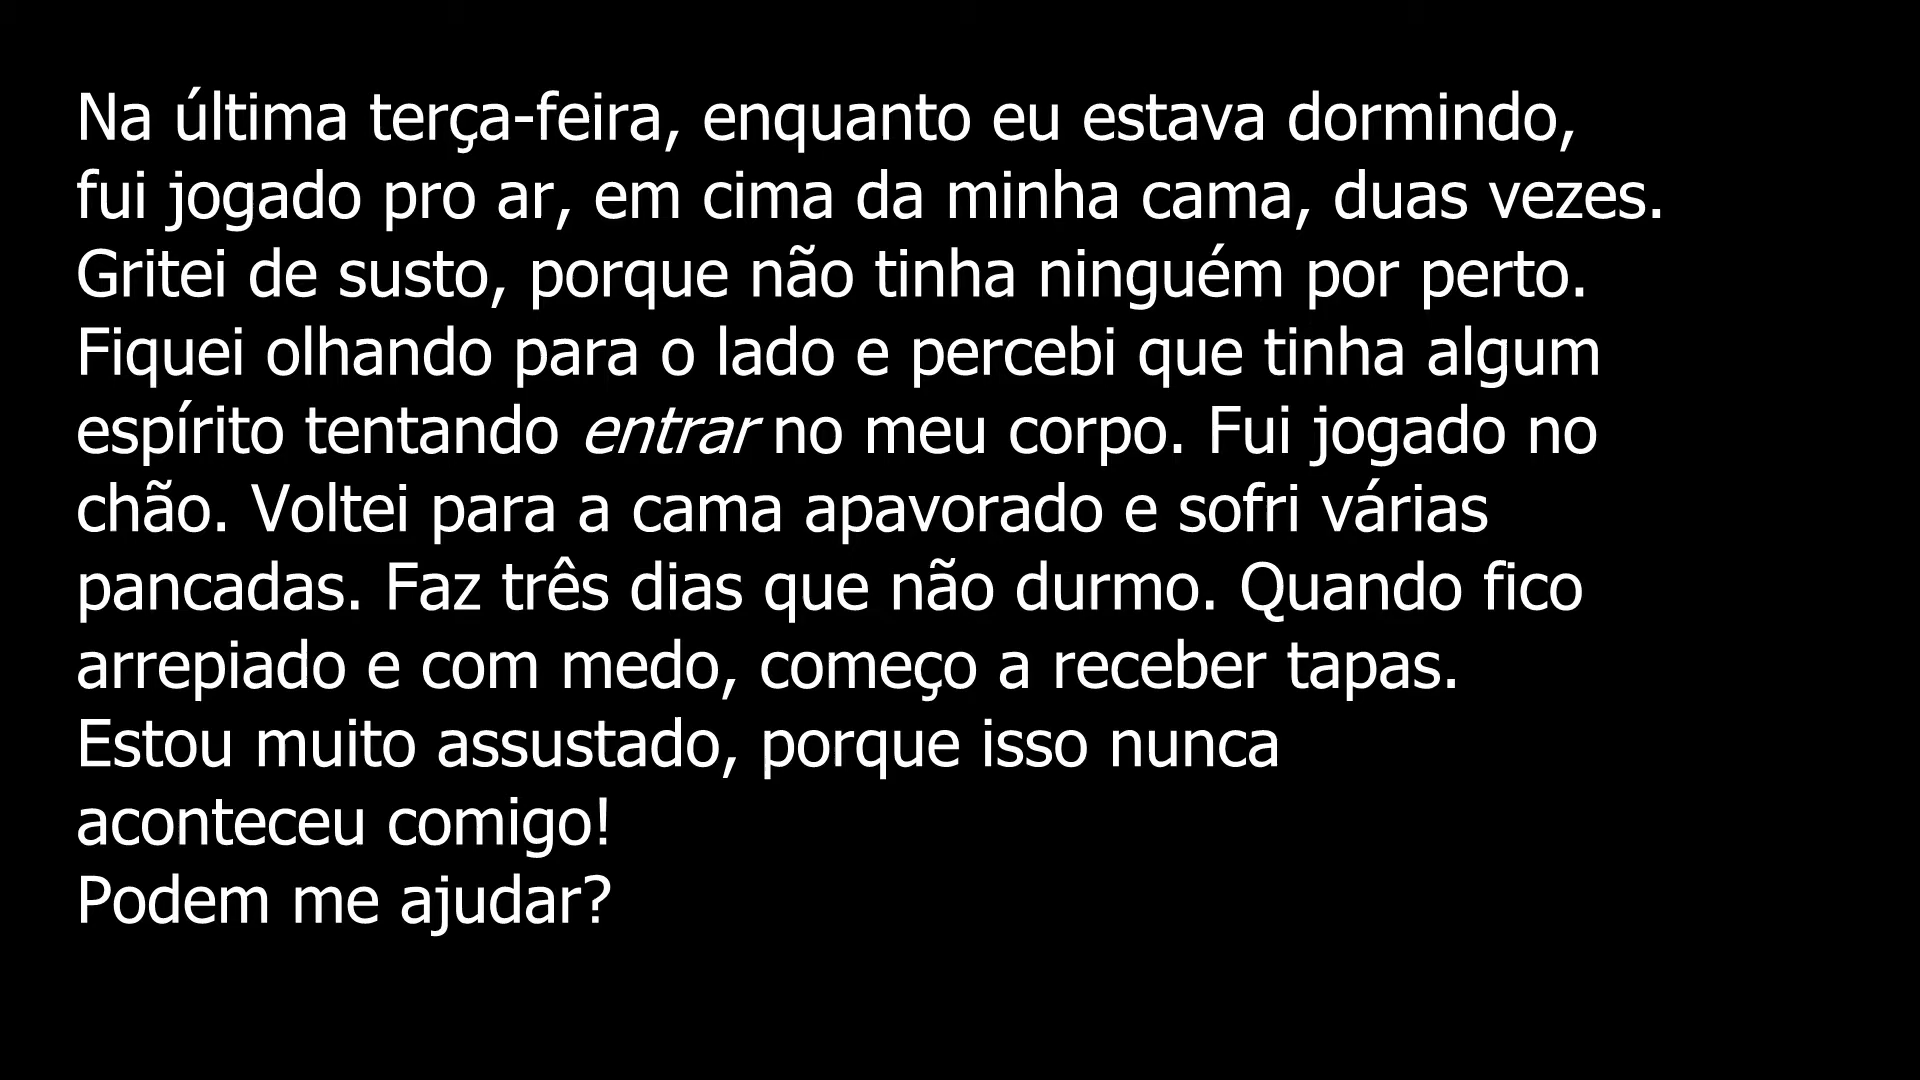 Na última terça-feira, enquanto eu estava dormindo,
fui jogado pro ar, em cima da minha cama, duas vezes.
Gritei de susto, porque não tinha ninguém por perto.
Fiquei olhando para o lado e percebi que tinha algum
espírito tentando entrar no meu corpo. Fui jogado no
chão. Voltei para a cama apavorado e sofri várias
pancadas. Faz três dias que não durmo. Quando fico
arrepiado e com medo, começo a receber tapas.
Estou muito assustado, porque isso nunca
aconteceu comigo!
Podem me ajudar?